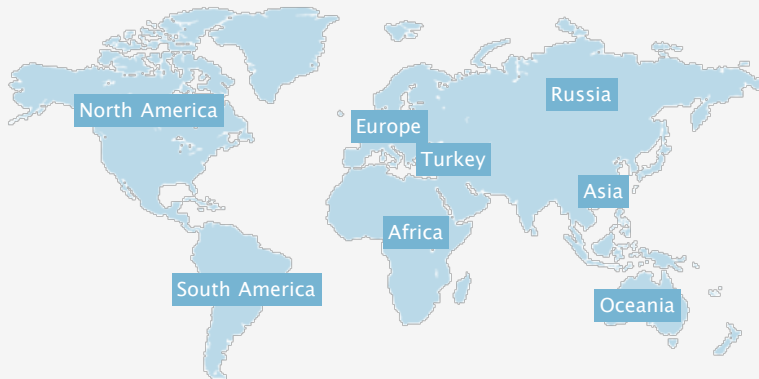 Russia
North America
Europe
Turkey
Asia
Africa
South America
Oceania